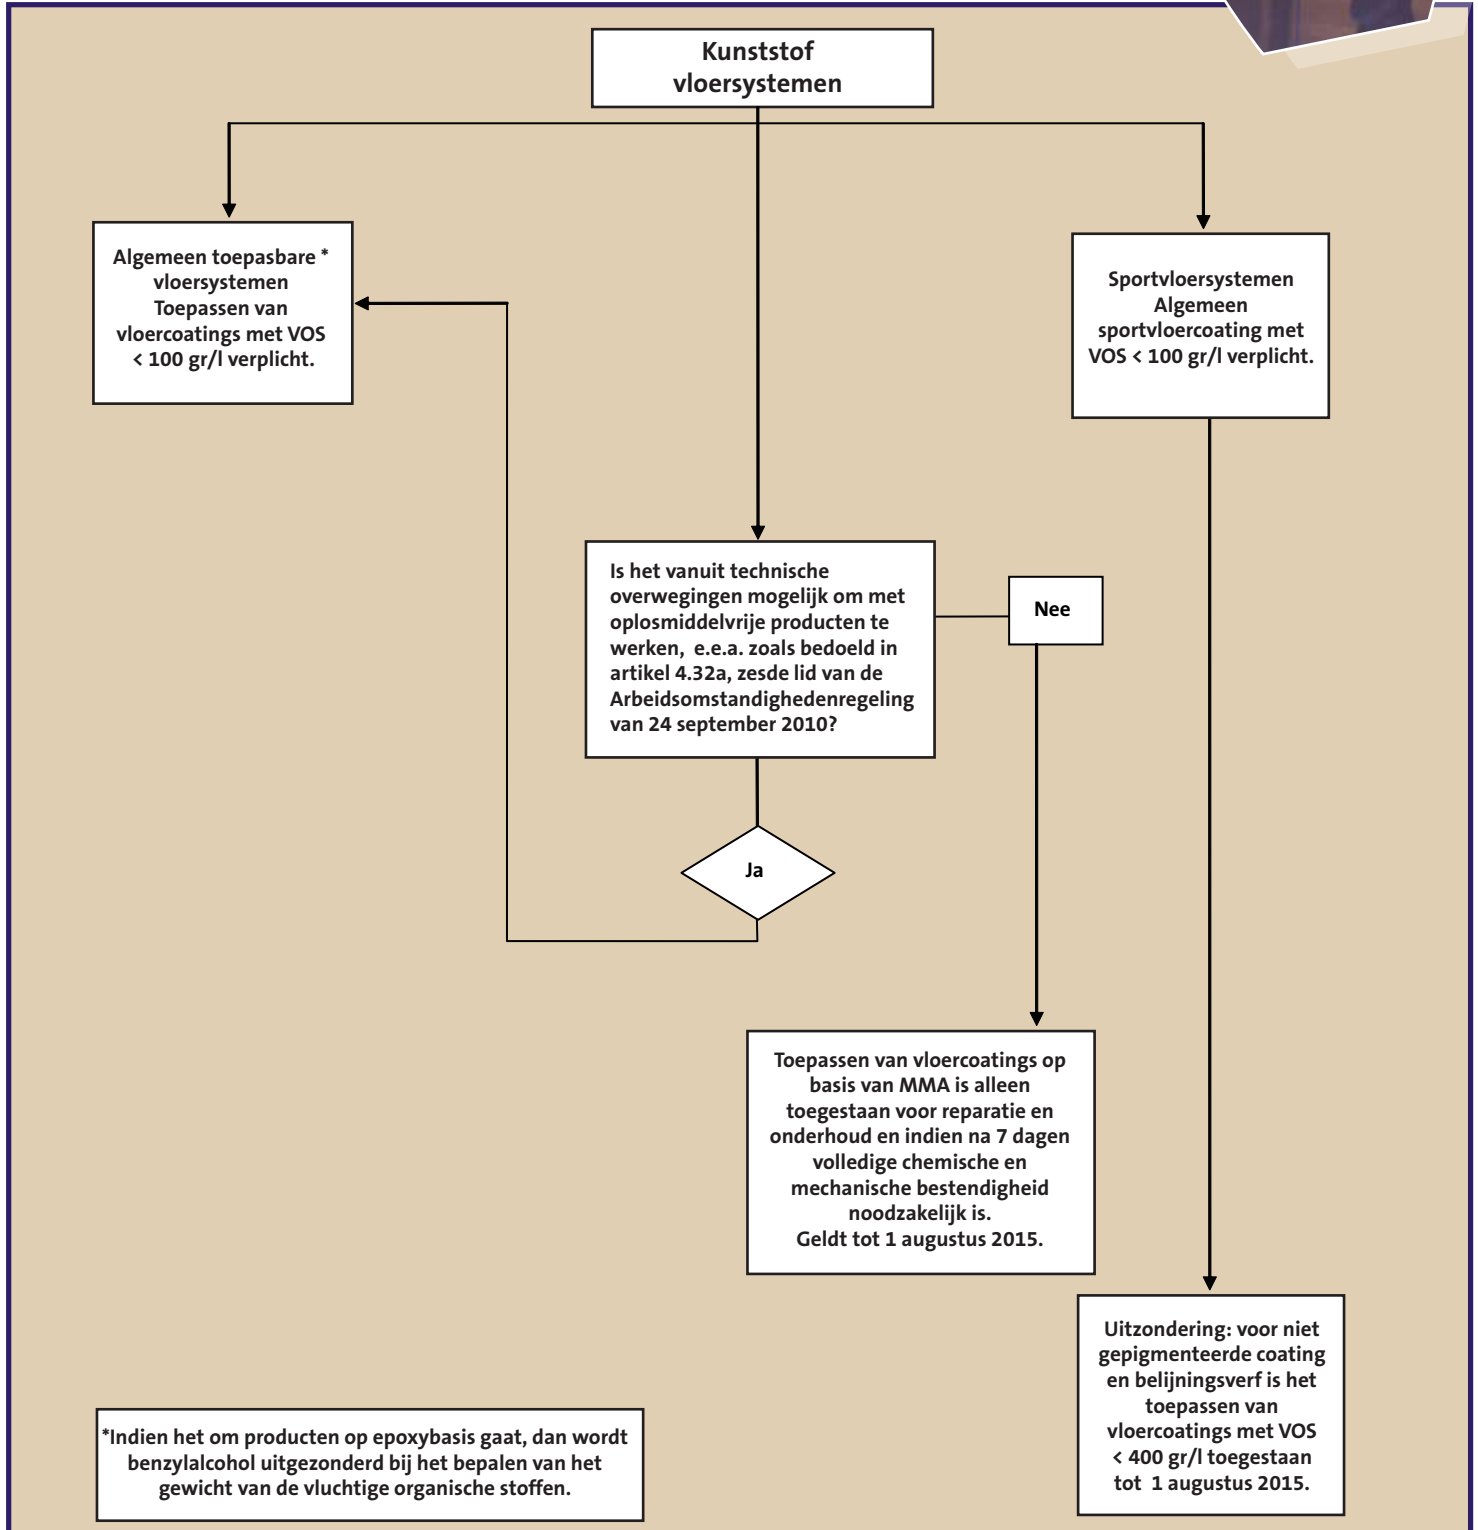 Kunststof
vloersystemen
Algemeen toepasbare *
vloersystemen
Toepassen van
vloercoatings met VOS
< 100 gr/l verplicht.
Sportvloersystemen
Algemeen
sportvloercoating met
VOS < 100 gr/l verplicht.
Is het vanuit technische
overwegingen mogelijk om met
oplosmiddelvrije producten te
werken, e.e.a. zoals bedoeld in
artikel 4.32a, zesde lid van de
Arbeidsomstandighedenregeling
van 24 september 2010?
Nee
Ja
Toepassen van vloercoatings op
basis van MMA is alleen
toegestaan voor reparatie en
onderhoud en indien na 7 dagen
volledige chemische en
mechanische bestendigheid
noodzakelijk is.
Geldt tot 1 augustus 2015.
Uitzondering: voor niet
gepigmenteerde coating
en belijningsverf is het
toepassen van
vloercoatings met VOS
< 400 gr/l toegestaan
tot 1 augustus 2015.
*Indien het om producten op epoxybasis gaat, dan wordt
benzylalcohol uitgezonderd bij het bepalen van het
gewicht van de vluchtige organische stoffen.